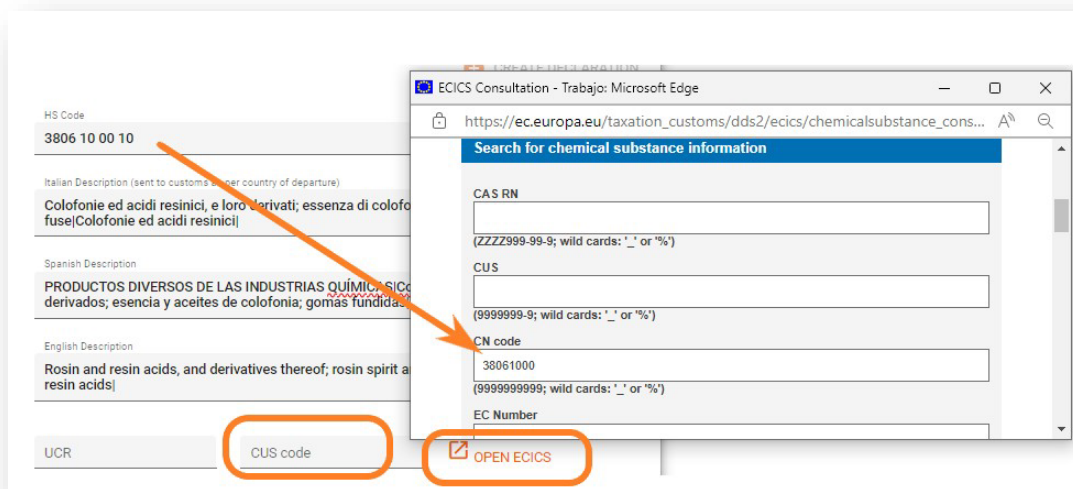 CREATE DECLARATION
HS Code
3806 10 00 10
Italian Description (sent to customs as per country of departure)
Colofonie ed acidi resinici, e loro derivati; essenza di colofo
fuse|Colofonie ed acidi resinici|
Spanish Description
PRODUCTOS DIVERSOS DE LAS INDUSTRIAS QUÍMICAS|Co
derivados; esencia y aceites de colofonia; gomas fundidas
English Description
Rosin and resin acids, and derivatives thereof; rosin spirit a
resin acids|
UCR
CUS code
OPEN ECICS
ECICS Consultation - Trabajo: Microsoft Edge
https://ec.europa.eu/taxation_customs/dds2/ecics/chemicalsubstance_cons...
Search for chemical substance information
CAS RN
(ZZZZ999-99-9; wild cards: '_' or '%')
CUS
(9999999-9; wild cards: '_' or '%')
CN code
38061000
(9999999999; wild cards: '_' or '%')
EC Number